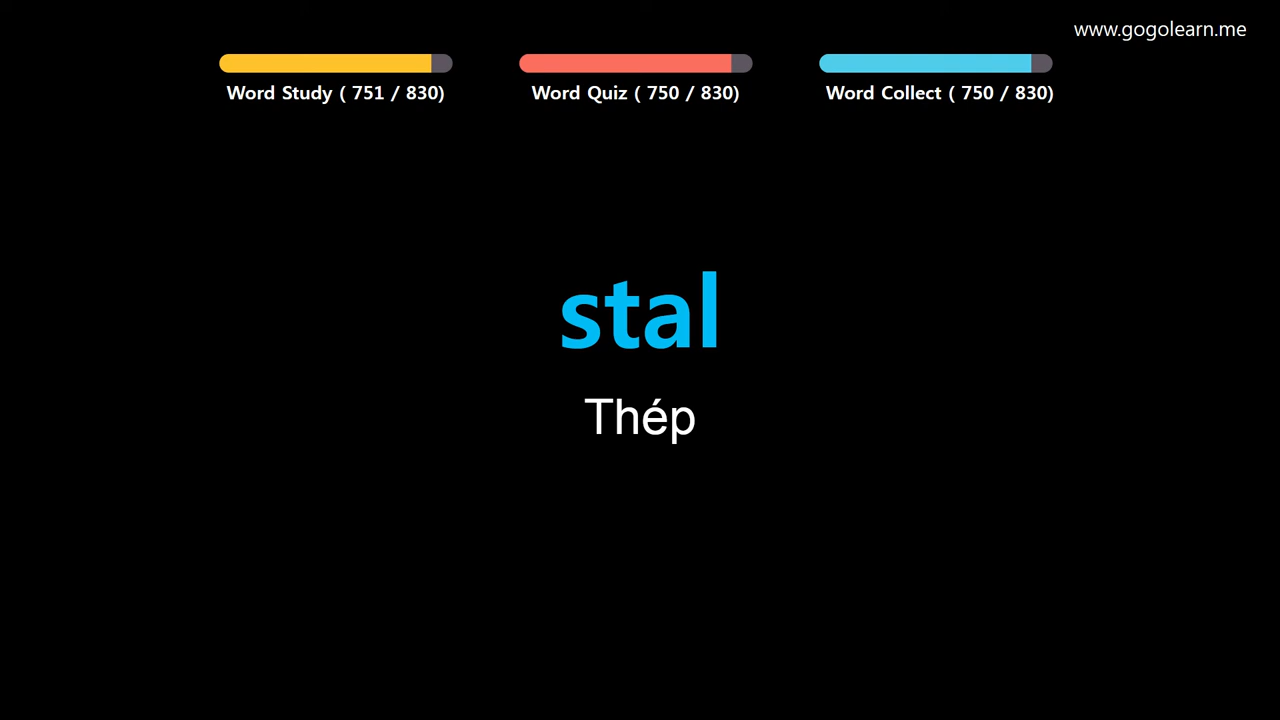 www.gogolearn.me
Word Study ( 751 / 830)
Word Quiz ( 750 / 830)
Word Collect ( 750 / 830)
stal
Thép